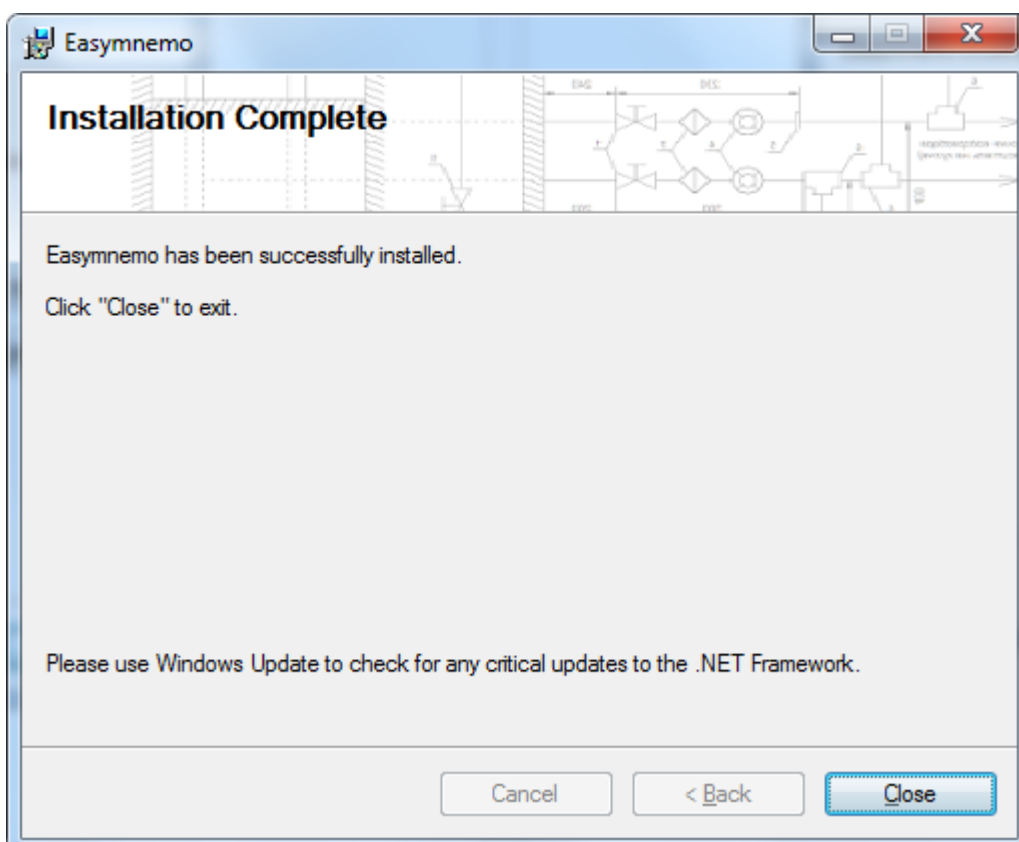 Easymnemo
Installation Complete
Easymnemo has been successfully installed.
Click "Close" to exit.
Please use Windows Update to check for any critical updates to the .NET Framework.
Cancel
< Back
Close